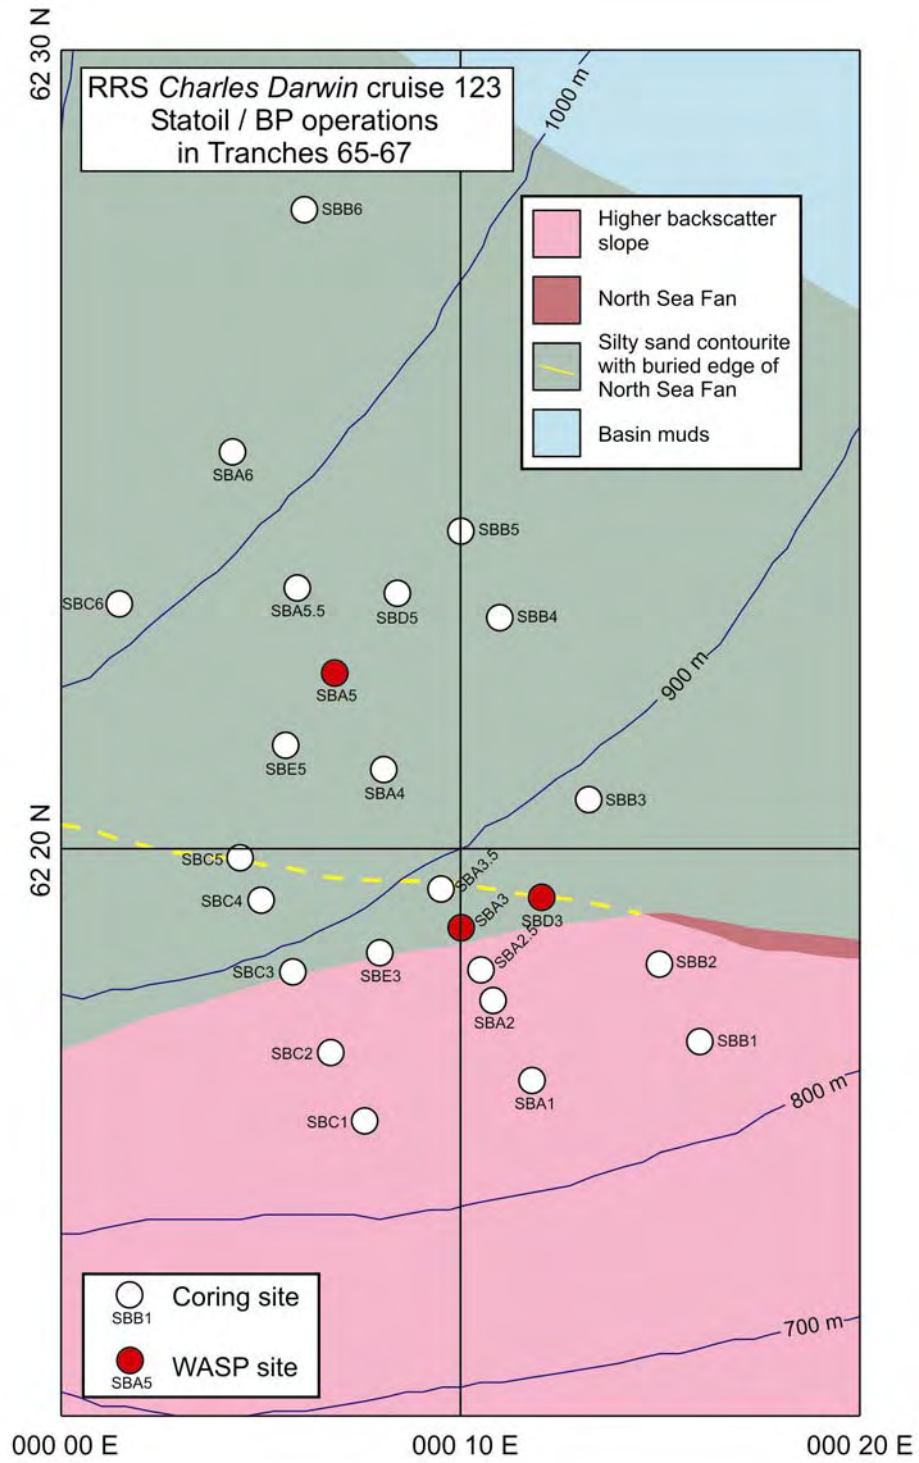 62 30 N
RRS Charles Darwin cruise 123
Statoil / BP operations
in Tranches 65-67
1000 m
SBB6
Higher backscatter
slope
North Sea Fan
Silty sand contourite
with buried edge of
North Sea Fan
Basin muds
SBA6
SBB5
SBC6
SBA5.5
SBD5
SBB4
SBA5
900 m
SBE5
SBA4
SBB3
62 20 N
SBC5
SBA3.5
SBC4
SBA3
SBD3
SBA2.5
SBC3
SBE3
SBB2
SBA2
SBB1
SBC2
SBA1
800 m
SBC1
Coring site
SBB1
WASP site
SBA5
700 m
000 00 E
000 10 E
000 20 E